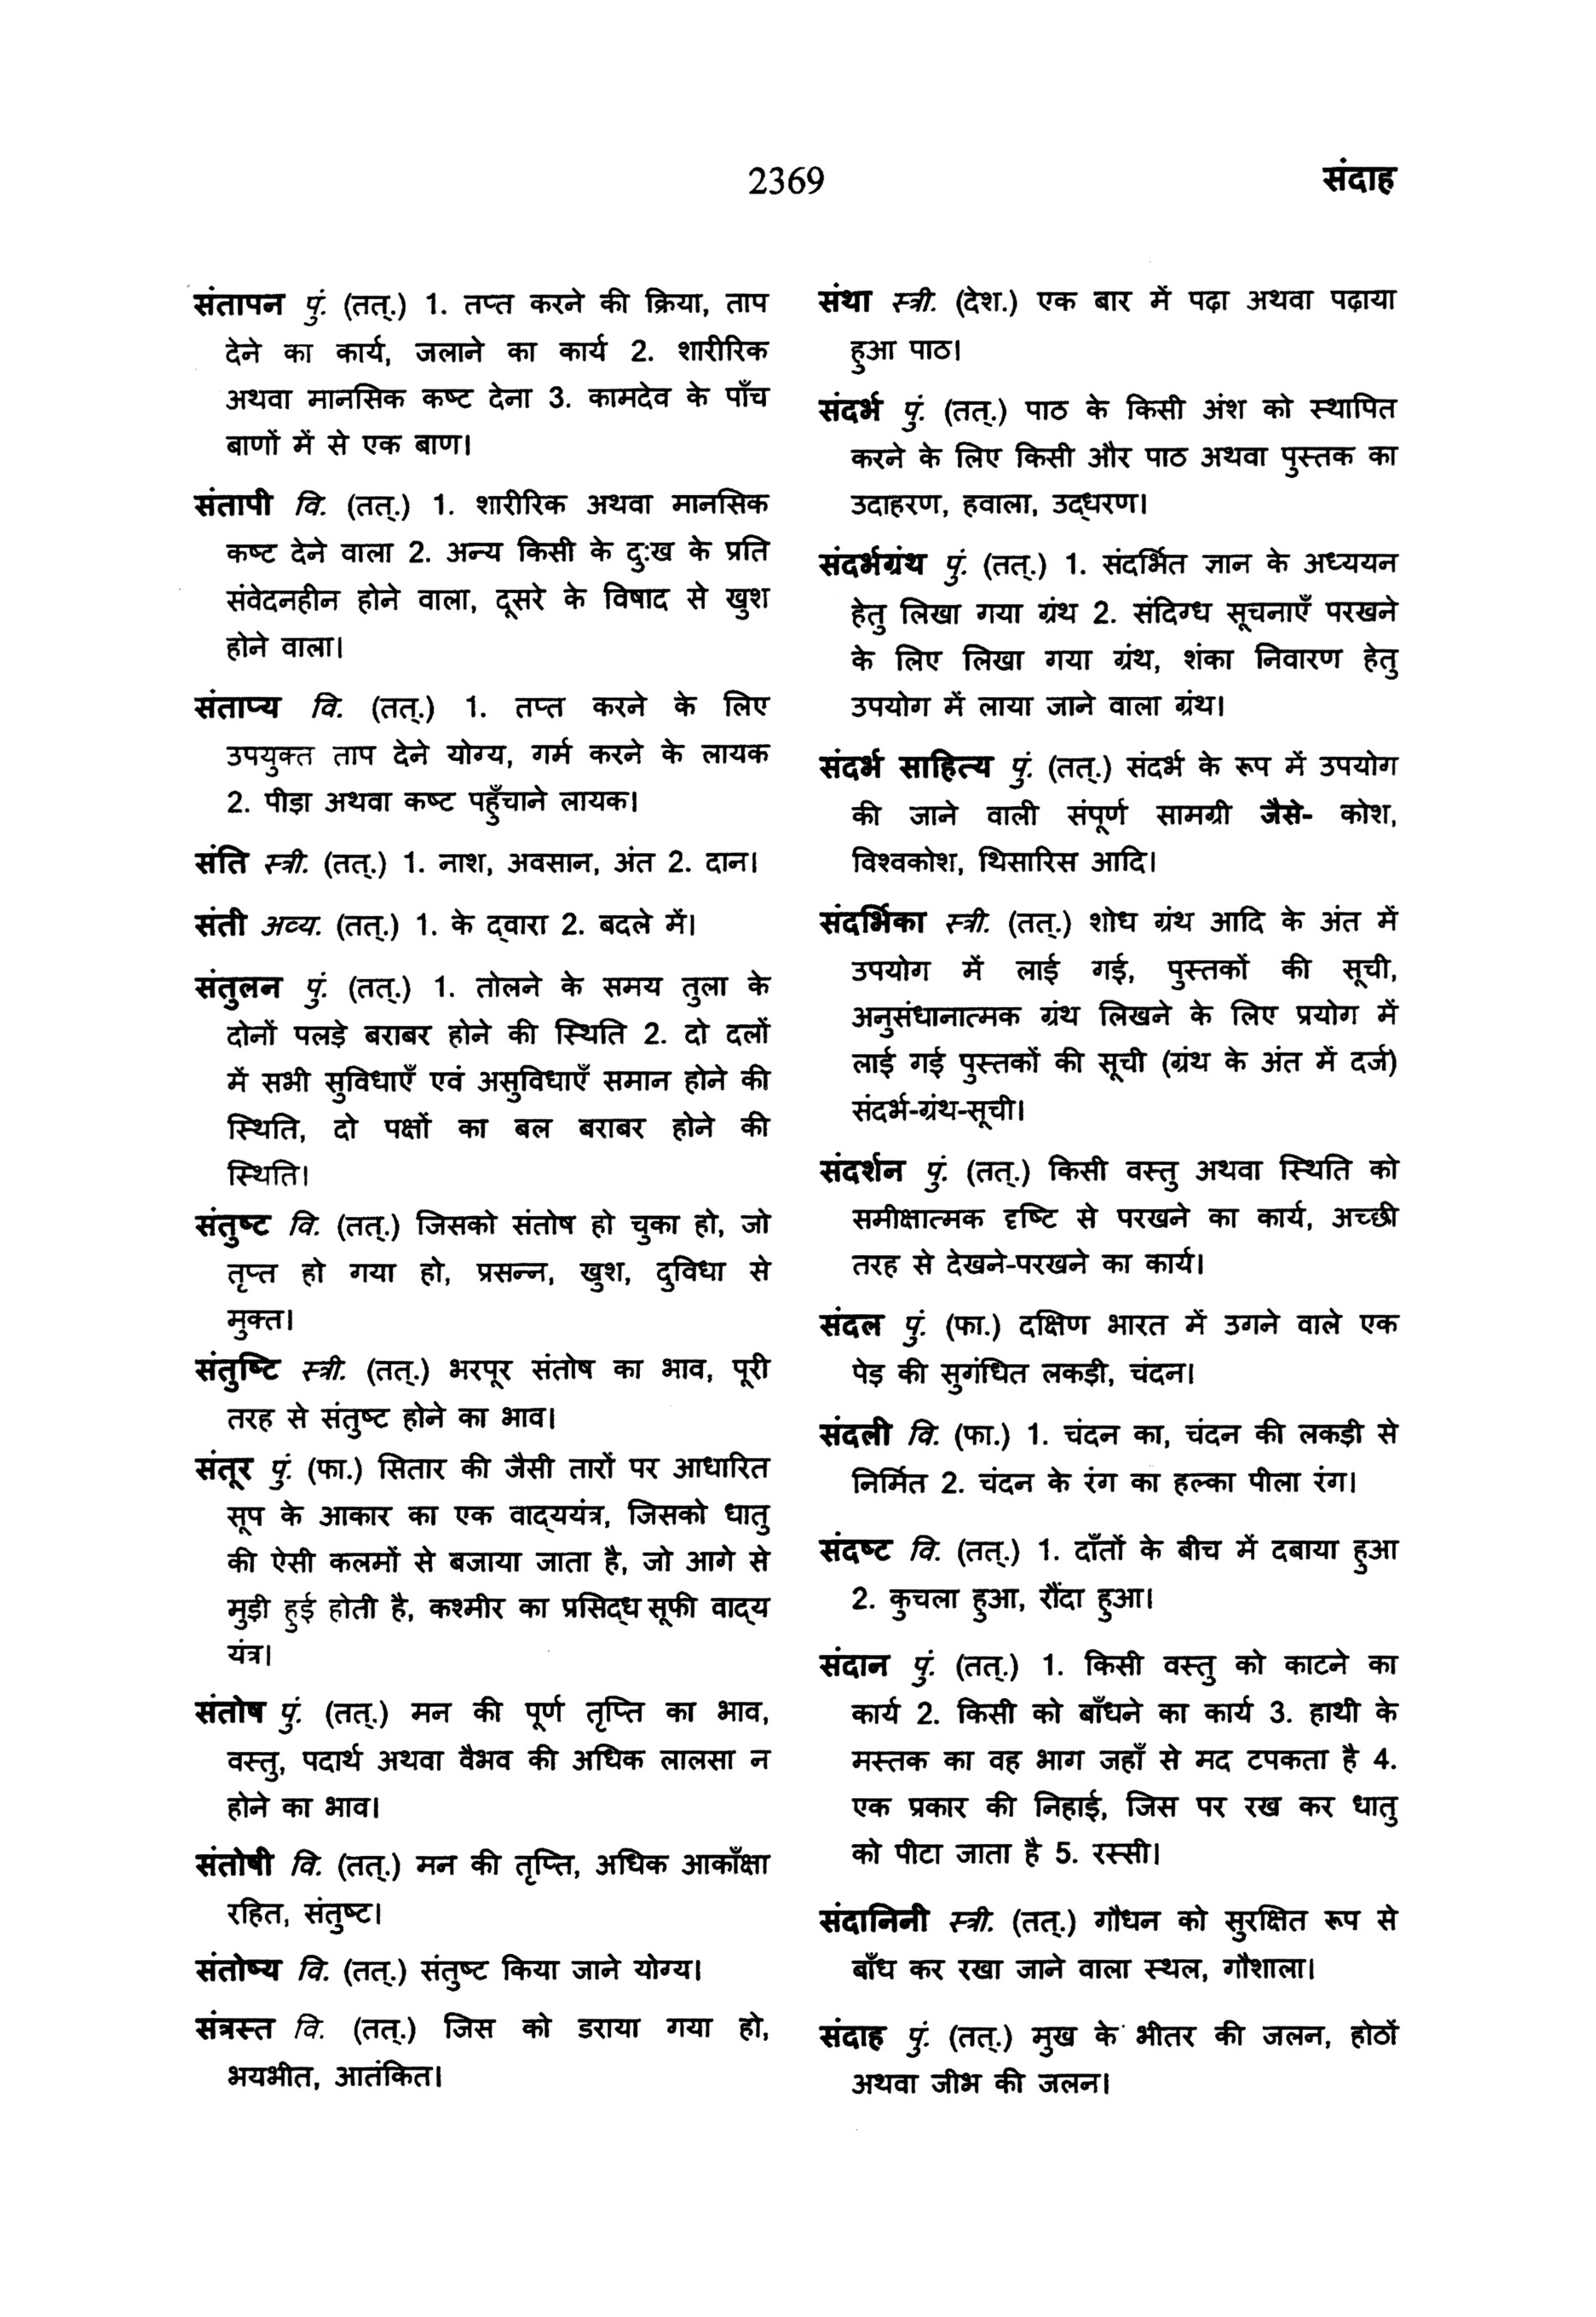 2369
संदाह
संतापन पुं. (तत्.) 1. तप्त करने की क्रिया, ताप
देने का कार्य, जलाने का कार्य 2. शारीरिक
अथवा मानसिक कष्ट देना 3. कामदेव के पाँच
बाणों में से एक बाण।
संतापी वि. (तत्.) 1. शारीरिक अथवा मानसिक
कष्ट देने वाला 2. अन्य किसी के दुःख के प्रति
संवेदनहीन होने वाला, दूसरे के विषाद से खुश
होने वाला।
संताप्य वि. (तत्.) 1. तप्त करने के लिए
उपयुक्त ताप देने योग्य, गर्म करने के लायक
2. पीड़ा अथवा कष्ट पहुँचाने लायक।
संति स्त्री. (तत्.) 1. नाश, अवसान, अंत 2. दान।
संती अव्य. (तत्.) 1. के द्वारा 2. बदले में।
संतुलन पुं. (तत्.) 1. तोलने के समय तुला के
दोनों पलड़े बराबर होने की स्थिति 2. दो दलों
में सभी सुविधाएँ एवं असुविधाएँ समान होने की
स्थिति, दो पक्षों का बल बराबर होने की
स्थिति।
संतुष्ट वि. (तत्.) जिसको संतोष हो चुका हो, जो
तृप्त हो गया हो, प्रसन्न, खुश, दुविधा से
मुक्त।
संतुष्टि स्त्री. (तत्.) भरपूर संतोष का भाव, पूरी
तरह से संतुष्ट होने का भाव।
संतूर पुं. (फा.) सितार की जैसी तारों पर आधारित
सूप के आकार का एक वाद्ययंत्र, जिसको धातु
की ऐसी कलमों से बजाया जाता है, जो आगे से
मुड़ी हुई होती है, कश्मीर का प्रसिद्ध सूफी वाद्य
यंत्र।
संतोष पुं. (तत्.) मन की पूर्ण तृप्ति का भाव,
वस्तु, पदार्थ अथवा वैभव की अधिक लालसा न
होने का भाव।
संतोषी वि. (तत्.) मन की तृप्ति, अधिक आकाँक्षा
रहित, संतुष्ट।
संतोष्य वि. (तत्.) संतुष्ट किया जाने योग्य।
संत्रस्त वि. (तत्.) जिस को डराया गया हो,
भयभीत, आतंकित।
संथा स्त्री. (देश.) एक बार में पढ़ा अथवा पढ़ाया
हुआ पाठ।
संदर्भ पुं. (तत्.) पाठ के किसी अंश को स्थापित
करने के लिए किसी और पाठ अथवा पुस्तक का
उदाहरण, हवाला, उद्धरण।
संदर्भग्रंथ पुं. (तत्.) 1. संदर्भित ज्ञान के अध्ययन
हेतु लिखा गया ग्रंथ 2. संदिग्ध सूचनाएँ परखने
के लिए लिखा गया ग्रंथ, शंका निवारण हेतु
उपयोग में लाया जाने वाला ग्रंथ।
संदर्भ साहित्य पुं. (तत्.) संदर्भ के रूप में उपयोग
की जाने वाली संपूर्ण सामग्री जैसे- कोश,
विश्वकोश, थिसारिस आदि।
संदर्भिका स्त्री. (तत्.) शोध ग्रंथ आदि के अंत में
उपयोग में लाई गई, पुस्तकों की सूची,
अनुसंधानात्मक ग्रंथ लिखने के लिए प्रयोग में
लाई गई पुस्तकों की सूची (ग्रंथ के अंत में दर्ज)
संदर्भ-ग्रंथ-सूची।
संदर्शन पुं. (तत्.) किसी वस्तु अथवा स्थिति को
समीक्षात्मक दृष्टि से परखने का कार्य, अच्छी
तरह से देखने-परखने का कार्य।
संदल पुं. (फा.) दक्षिण भारत में उगने वाले एक
पेड़ की सुगंधित लकड़ी, चंदन।
संदली वि. (फा.) 1. चंदन का, चंदन की लकड़ी से
निर्मित 2. चंदन के रंग का हल्का पीला रंग।
संदष्ट वि. (तत्.) 1. दाँतों के बीच में दबाया हुआ
2. कुचला हुआ, रौंदा हुआ।
संदान पुं. (तत्.) 1. किसी वस्तु को काटने का
कार्य 2. किसी को बाँधने का कार्य 3. हाथी के
मस्तक का वह भाग जहाँ से मद टपकता है 4.
एक प्रकार की निहाई, जिस पर रख कर धातु
को पीटा जाता है 5. रस्सी।
संदानिनी स्त्री. (तत्.) गौधन को सुरक्षित रूप से
बाँध कर रखा जाने वाला स्थल, गौशाला।
संदाह पुं. (तत्.) मुख के भीतर की जलन, होठों
अथवा जीभ की जलन।